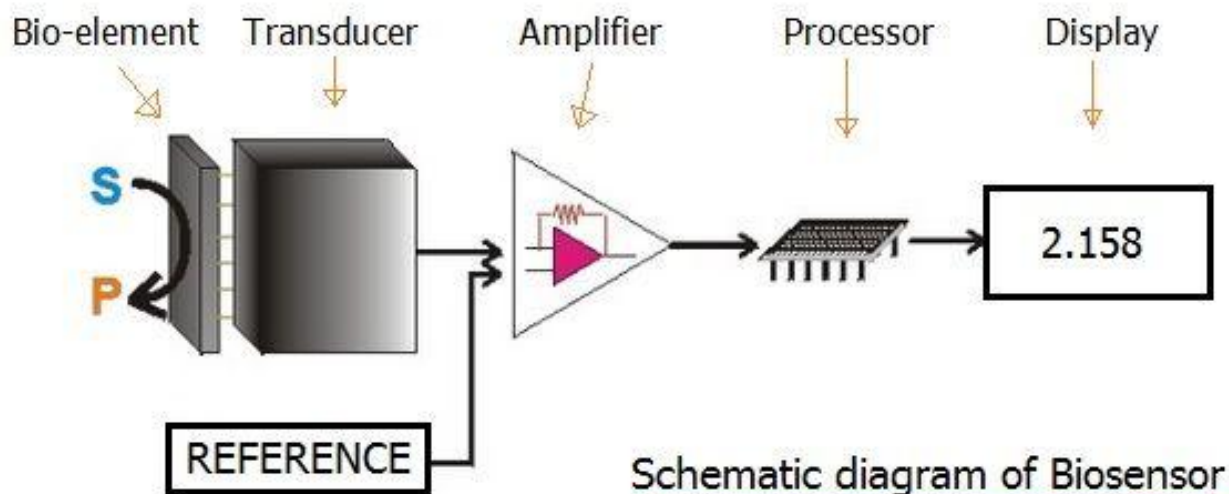 Bio-element Transducer Amplifier Processor Display
S
P
2.158
REFERENCE
Schematic diagram of Biosensor